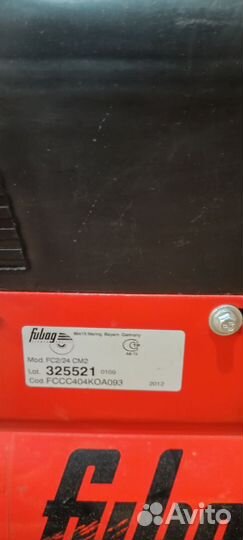 fubag
Mod. FC2/24 CM2
Lot. 325521 0109
Cod. FCCC404KOA093 2012
fubag
Avito